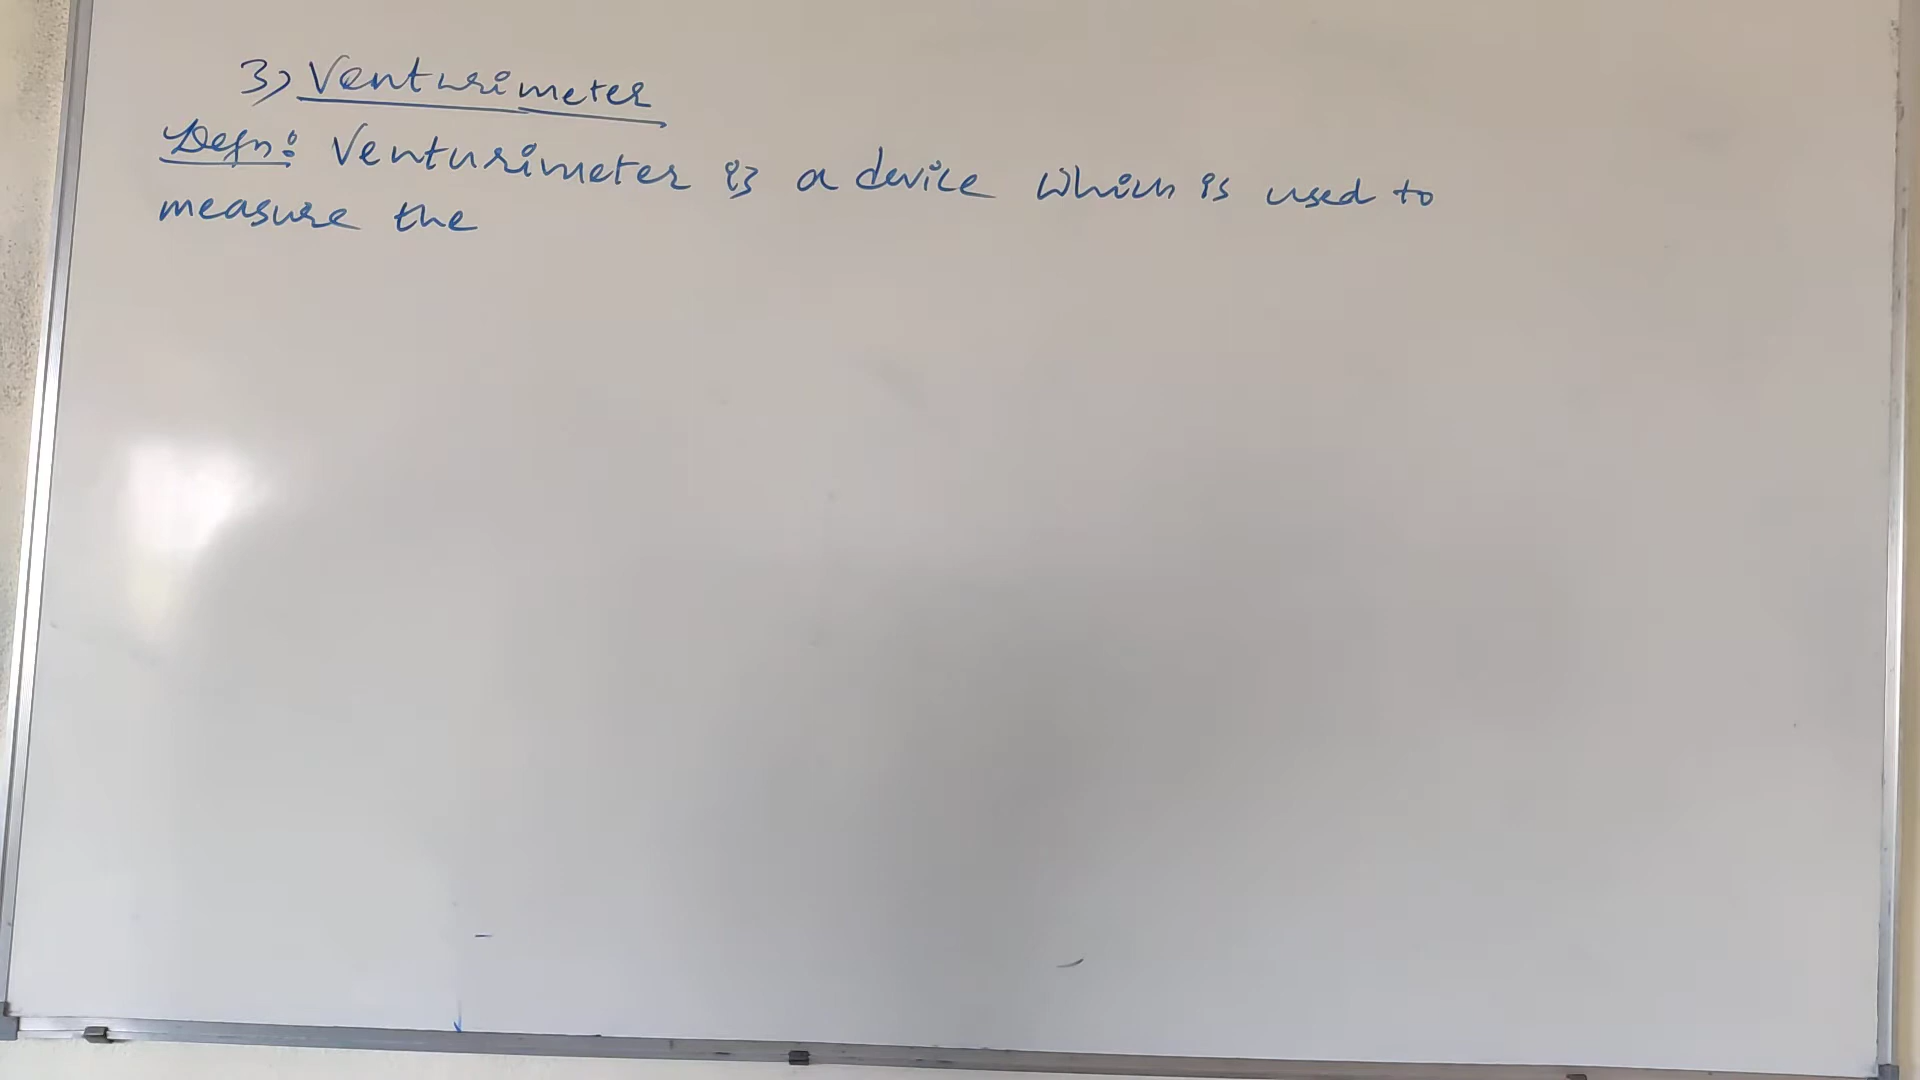 3) Venturimeter
Defn: Venturimeter is a device which is used to
measure the